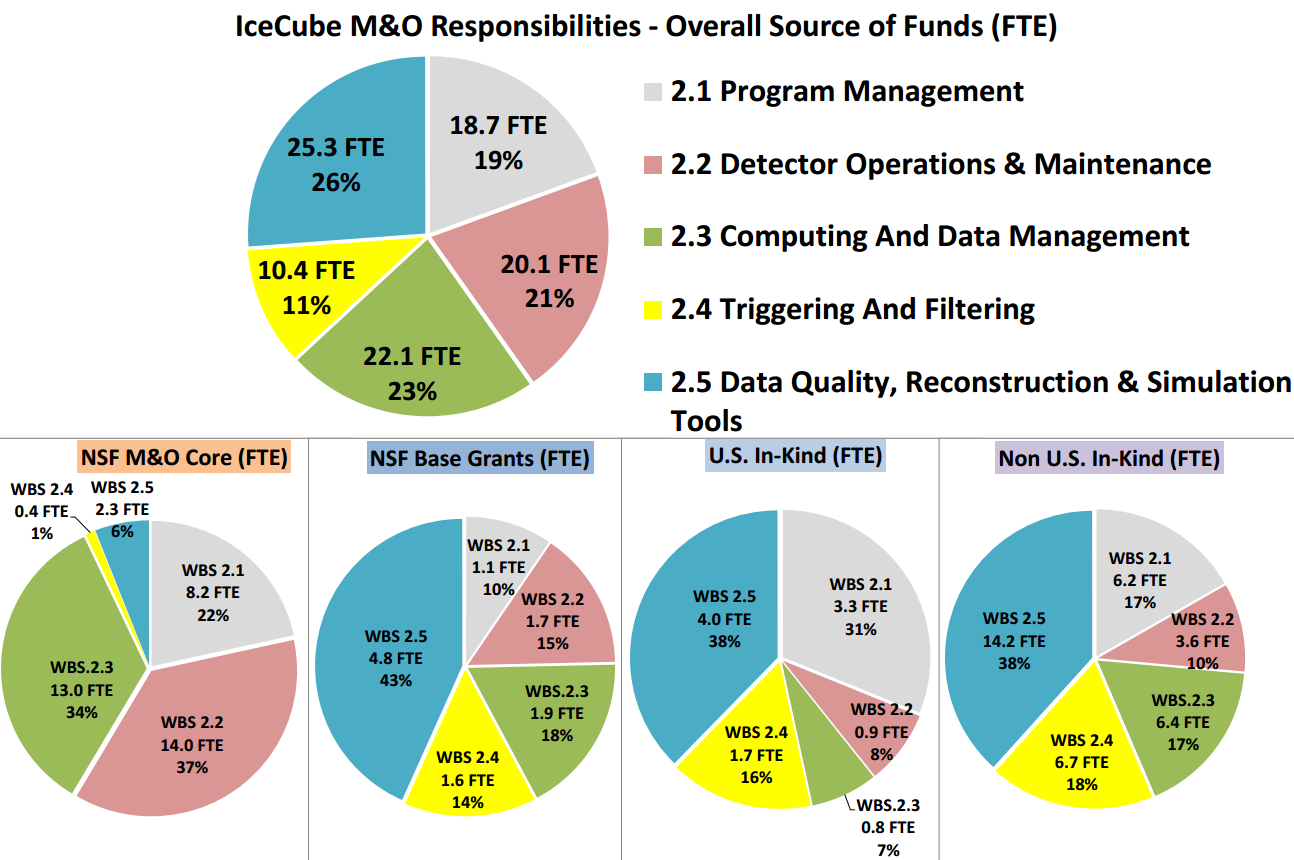 IceCube M&O Responsibilities - Overall Source of Funds (FTE)
18.7 FTE
19%
20.1 FTE
21%
22.1 FTE
23%
10.4 FTE
11%
25.3 FTE
26%
2.1 Program Management
2.2 Detector Operations & Maintenance
2.3 Computing And Data Management
2.4 Triggering And Filtering
2.5 Data Quality, Reconstruction & Simulation
Tools
NSF M&O Core (FTE)
WBS 2.4
0.4 FTE
1%
WBS 2.5
2.3 FTE
6%
WBS 2.1
8.2 FTE
22%
WBS.2.3
13.0 FTE
34%
WBS 2.2
14.0 FTE
37%
NSF Base Grants (FTE)
WBS 2.1
1.1 FTE
10%
WBS 2.2
1.7 FTE
15%
WBS 2.5
4.8 FTE
43%
WBS.2.3
1.9 FTE
18%
WBS 2.4
1.6 FTE
14%
U.S. In-Kind (FTE)
WBS 2.1
3.3 FTE
31%
WBS 2.5
4.0 FTE
38%
WBS 2.2
0.9 FTE
8%
WBS 2.4
1.7 FTE
16%
WBS.2.3
0.8 FTE
7%
Non U.S. In-Kind (FTE)
WBS 2.1
6.2 FTE
17%
WBS 2.2
3.6 FTE
10%
WBS 2.5
14.2 FTE
38%
WBS.2.3
6.4 FTE
17%
WBS 2.4
6.7 FTE
18%